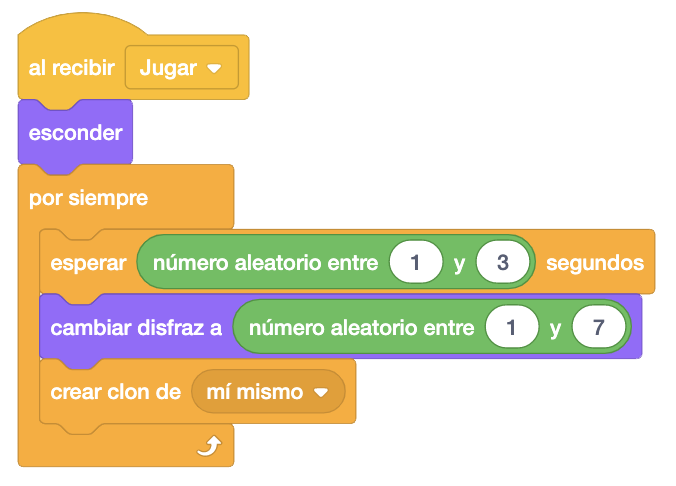 al recibir Jugar
esconder
por siempre
esperar número aleatorio entre 1 y 3 segundos
cambiar disfraz a número aleatorio entre 1 y 7
crear clon de mí mismo